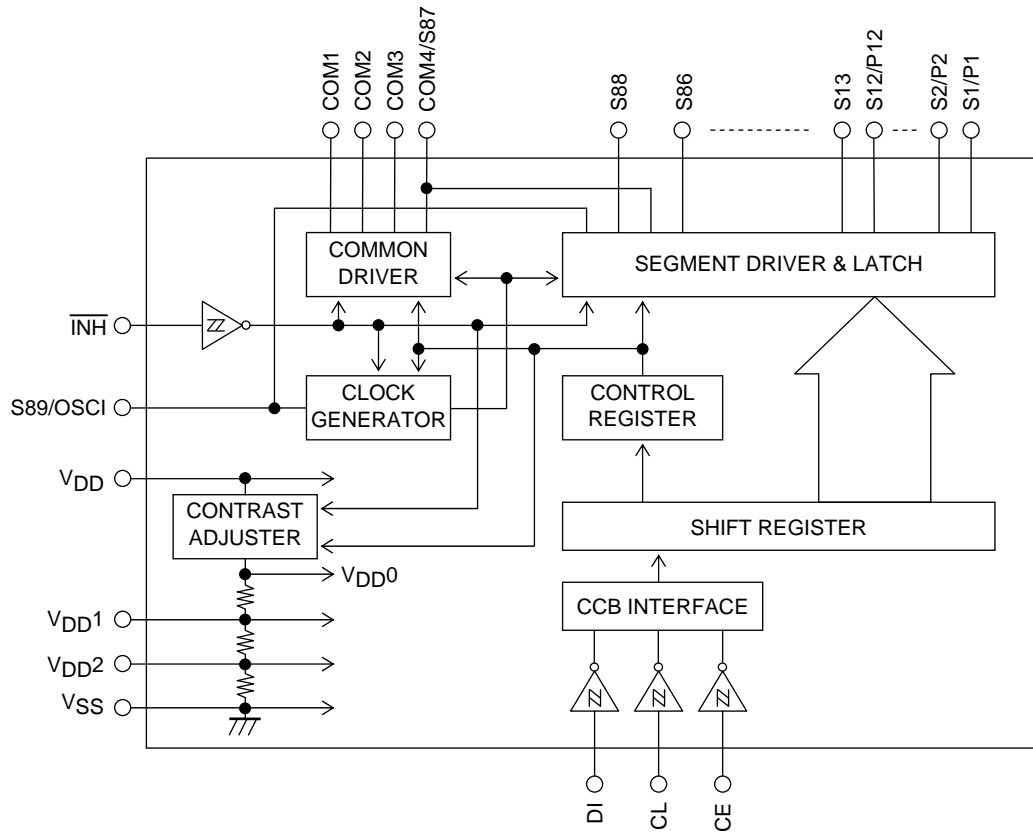 COM1
COM2
COM3
COM4/S87
S88
S86
S13
S12/P12
S2/P2
S1/P1
COMMON
DRIVER
SEGMENT DRIVER & LATCH
INH
S89/OSCI
CLOCK
GENERATOR
CONTROL
REGISTER
VDD
CONTRAST
ADJUSTER
SHIFT REGISTER
VDD0
CCB INTERFACE
VDD1
VDD2
VSS
DI
CL
CE